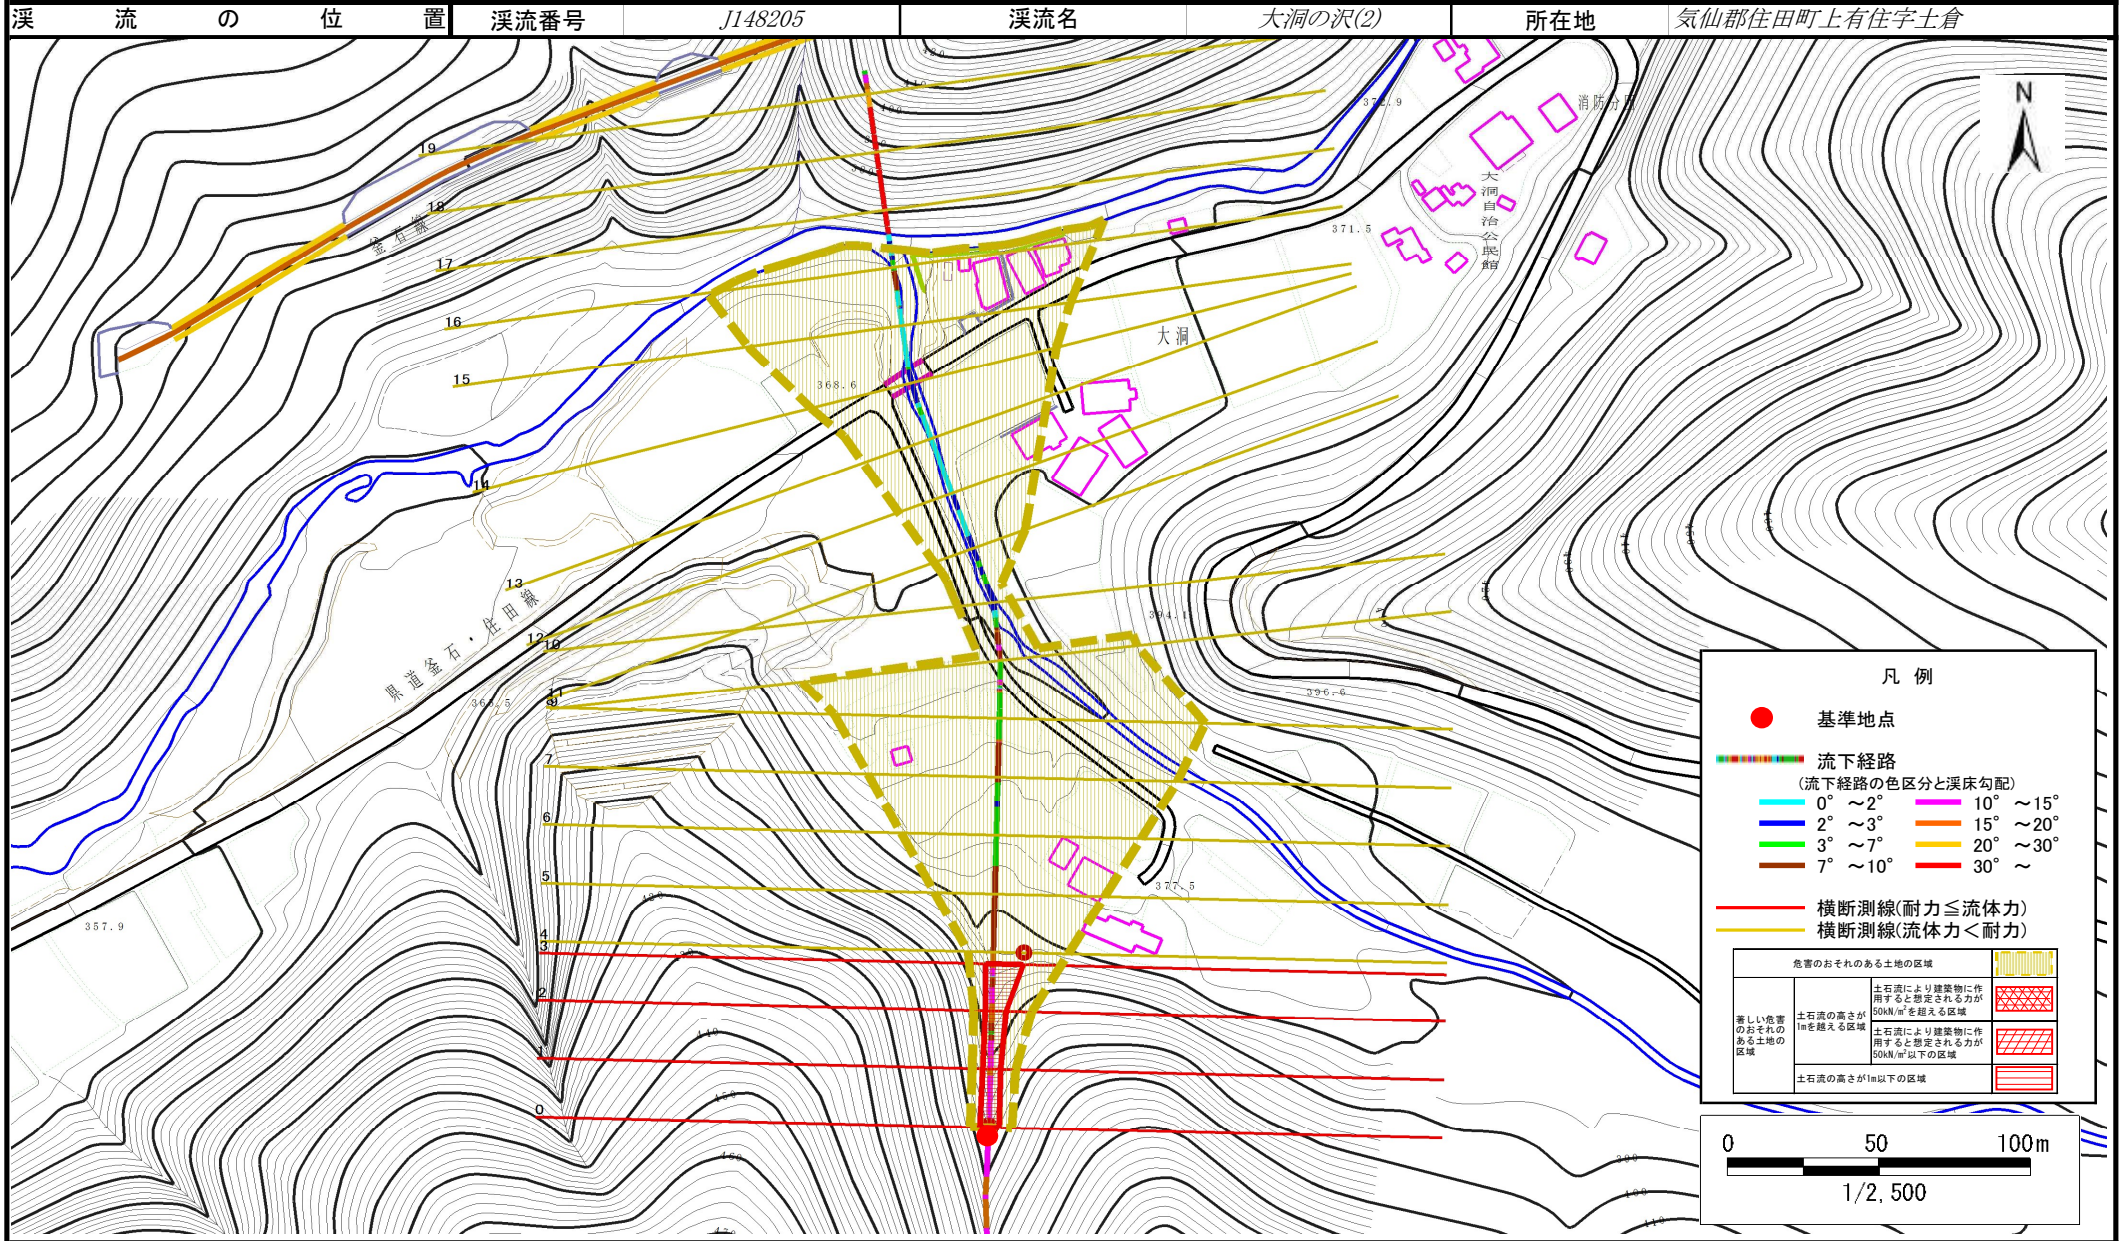 溪流の位置 溪流番号 J148205 溪流名 大洞の沢(2) 所在地 気仙郡住田町上有住字土倉
N
372.9
消防分団
大洞自治公民館
371.5
釜石線
19
18
17
16
15
14
13
12
10
11
9
7
6
5
4
3
2
1
0
大洞
368.6
394.1
396.6
県道釜石・住田線
377.5
357.9
420
430
440
450
460
凡例
基準地点
流下経路
(流下経路の色区分と渓床勾配)
0° ~2° 10° ~15°
2° ~3° 15° ~20°
3° ~7° 20° ~30°
7° ~10° 30° ~
横断測線(耐力≦流体力)
横断測線(流体力<耐力)
危害のおそれのある土地の区域
著しい危害のおそれのある土地の区域
土石流の高さが1mを越える区域
土石流により建築物に作用すると想定される力が50kN/㎡を超える区域
土石流により建築物に作用すると想定される力が50kN/㎡以下の区域
土石流の高さが1m以下の区域
0 50 100m
1/2,500